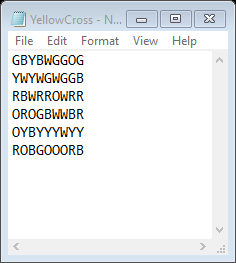 YellowCross - N...
File Edit Format View Help
GBYBWGGOG
YWYWGWGGB
RBWRROWRR
OROGBWWBR
OYBYYYWYY
ROBGOOORB